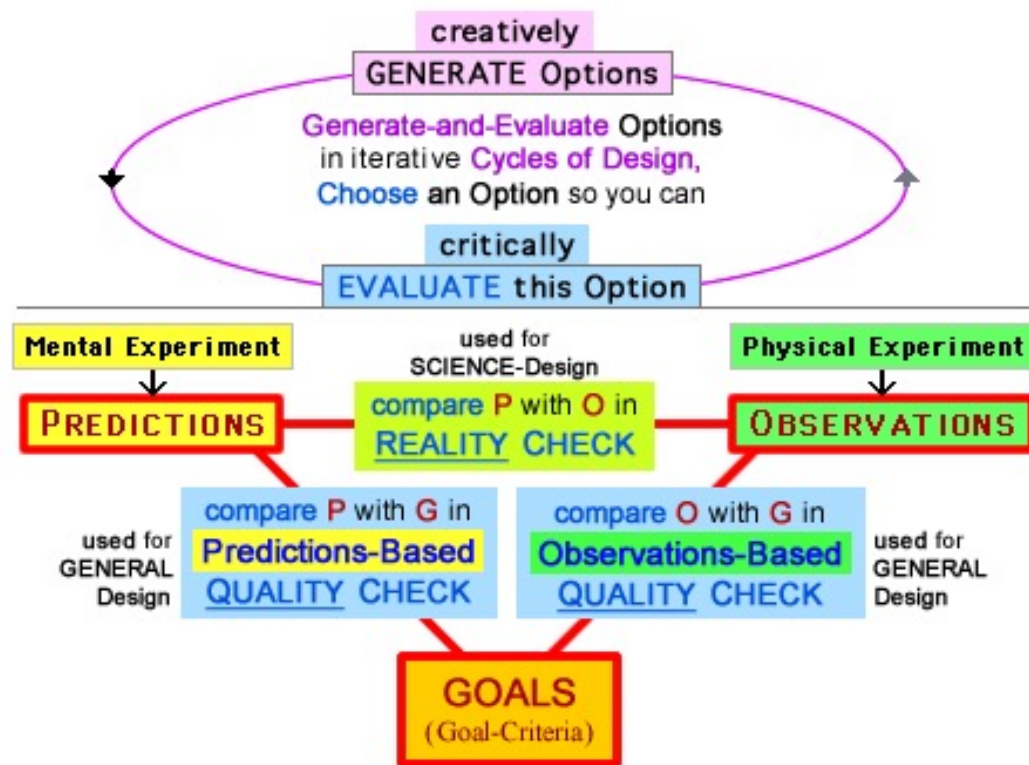 creatively
GENERATE Options
Generate-and-Evaluate Options
in iterative Cycles of Design,
Choose an Option so you can
critically
EVALUATE this Option
Mental Experiment
used for
SCIENCE-Design
Physical Experiment
PREDICTIONS
compare P with O in
REALITY CHECK
OBSERVATIONS
used for
GENERAL
Design
compare P with G in
Predictions-Based
QUALITY CHECK
compare O with G in
Observations-Based
QUALITY CHECK
used for
GENERAL
Design
GOALS
(Goal-Criteria)